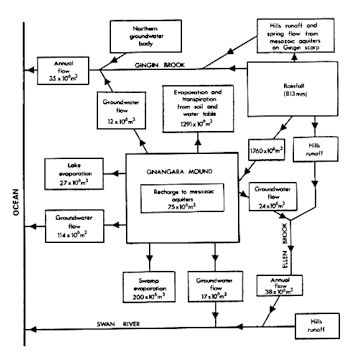 Northern
groundwater
body
Hills runoff and
spring flow from
mesozoic aquifers
on Gingin scarp
Annual
flow
35 x 10⁶m³
GINGIN BROOK
Groundwater
flow
12 x 10⁶m³
Evaporation and
transpiration
from soil and
water table
1291 x 10⁶m³
Rainfall
(813 mm)
1760 x 10⁶m³
Hills
runoff
Lake
evaporation
27 x 10⁶m³
GNANGARA MOUND
Recharge to mesozoic
aquifers
75 x 10⁶m³
Groundwater
flow
24 x 10⁶m³
OCEAN
Groundwater
flow
114 x 10⁶m³
ELLEN BROOK
Swamp
evaporation
200 x 10⁶m³
Groundwater
flow
17 x 10⁶m³
Annual
flow
38 x 10⁶m³
SWAN RIVER
Hills
runoff